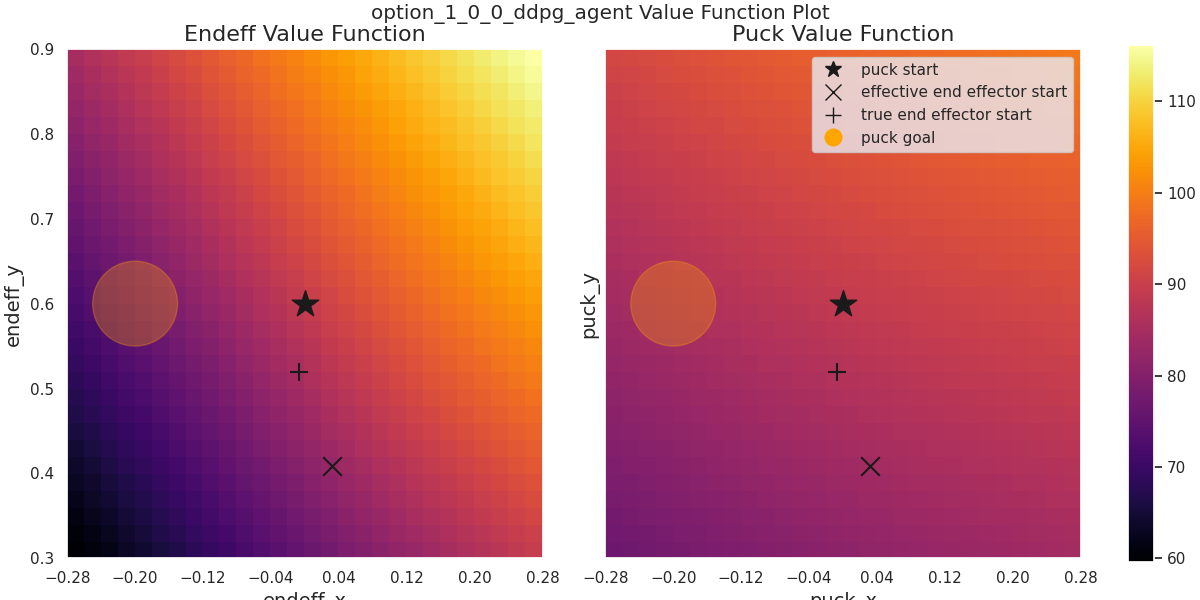 option_1_0_0_ddpg_agent Value Function Plot
Endeff Value Function
Puck Value Function
0.9
0.8
0.7
0.6
0.5
0.4
0.3
endeff_y
−0.28 −0.20 −0.12 −0.04 0.04 0.12 0.20 0.28
endeff_x
puck start
effective end effector start
true end effector start
puck goal
puck_y
−0.28 −0.20 −0.12 −0.04 0.04 0.12 0.20 0.28
puck_x
110
100
90
80
70
60